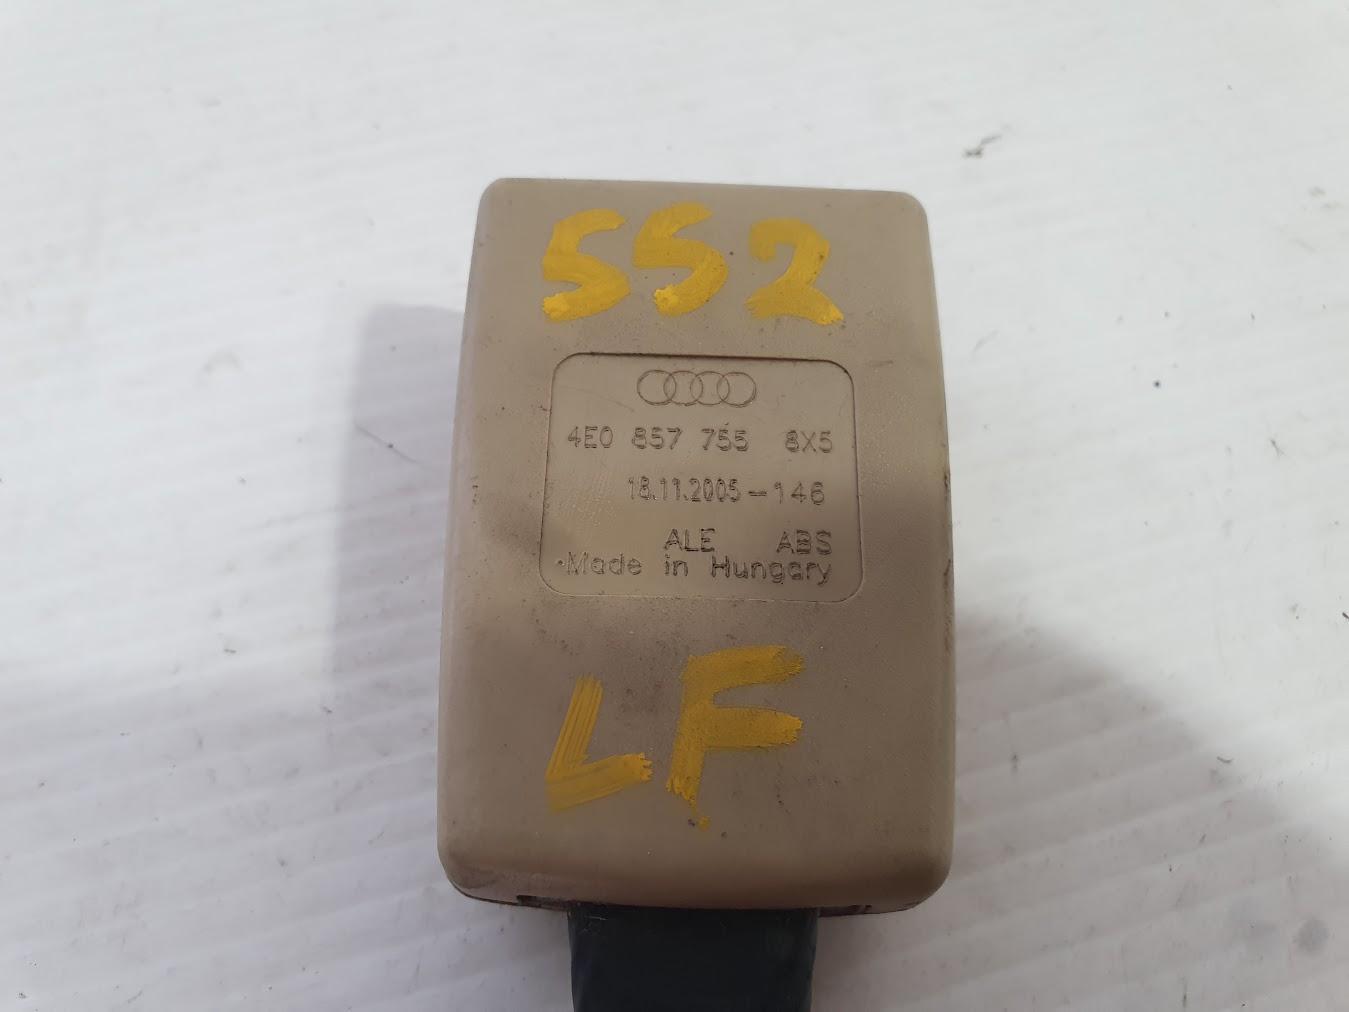 552
4E0 857 755 8X5
18.11.2005-146
ALE ABS
Made in Hungary
LF